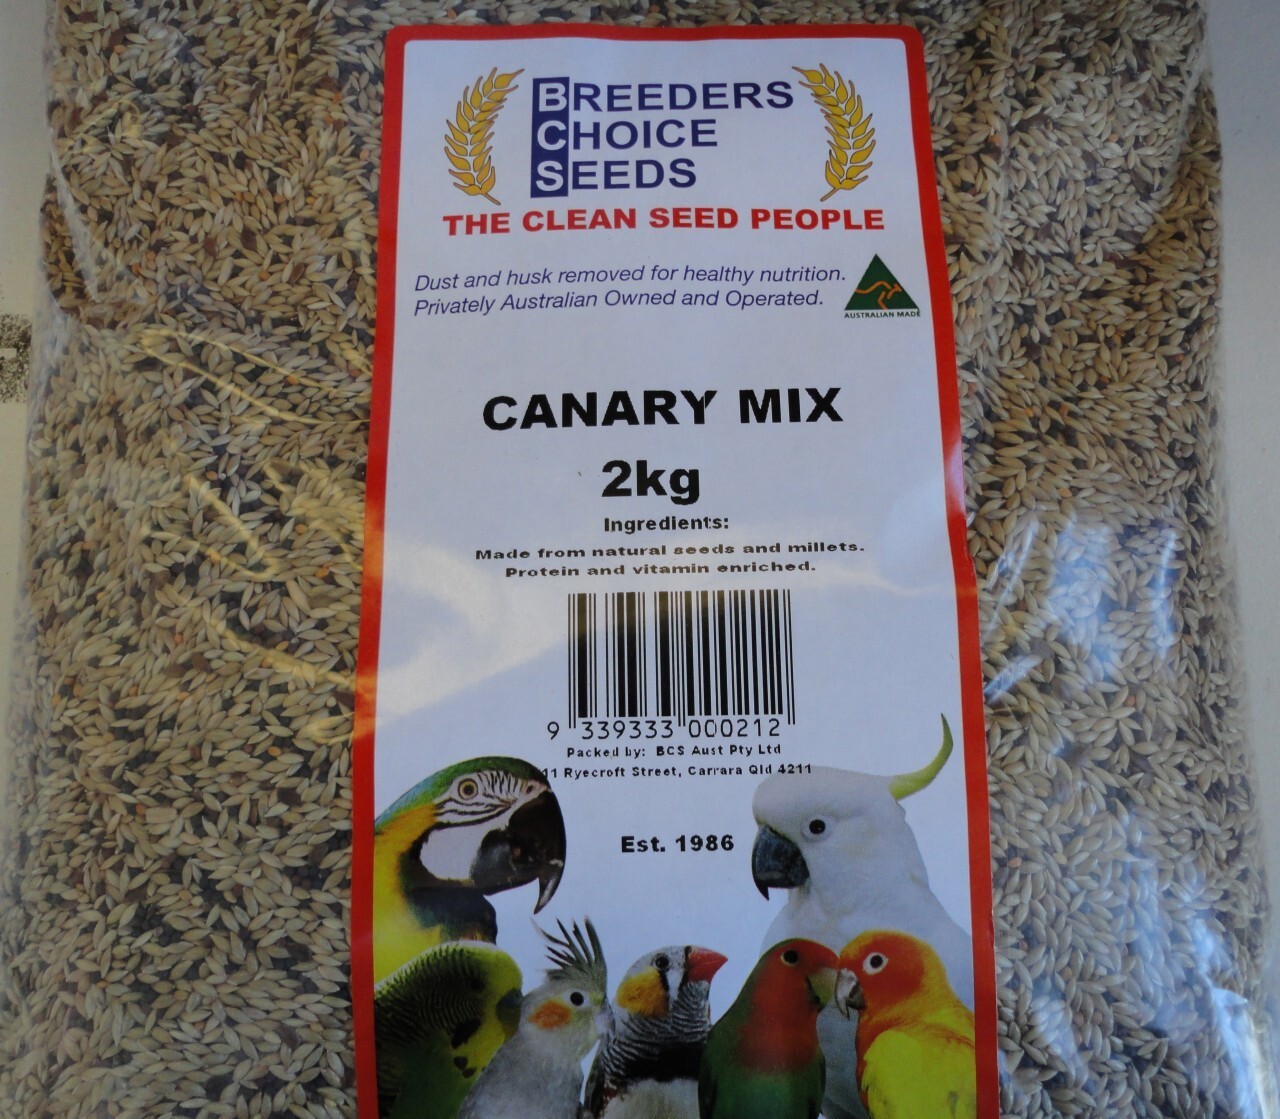 BREEDERS
CHOICE
SEEDS
THE CLEAN SEED PEOPLE
Dust and husk removed for healthy nutrition.
Privately Australian Owned and Operated.
AUSTRALIAN MADE
CANARY MIX
2kg
Ingredients:
Made from natural seeds and millets.
Protein and vitamin enriched.
9 339333 000212
Packed by: BCS Aust Pty Ltd
11 Ryecroft Street, Carrara Qld 4211
Est. 1986